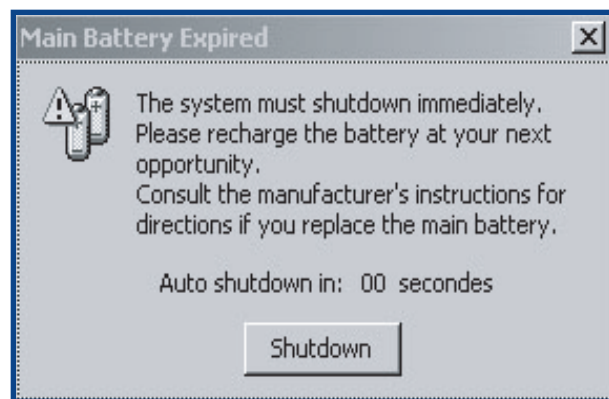 Main Battery Expired
The system must shutdown immediately.
Please recharge the battery at your next
opportunity.
Consult the manufacturer's instructions for
directions if you replace the main battery.
Auto shutdown in: 00 secondes
Shutdown